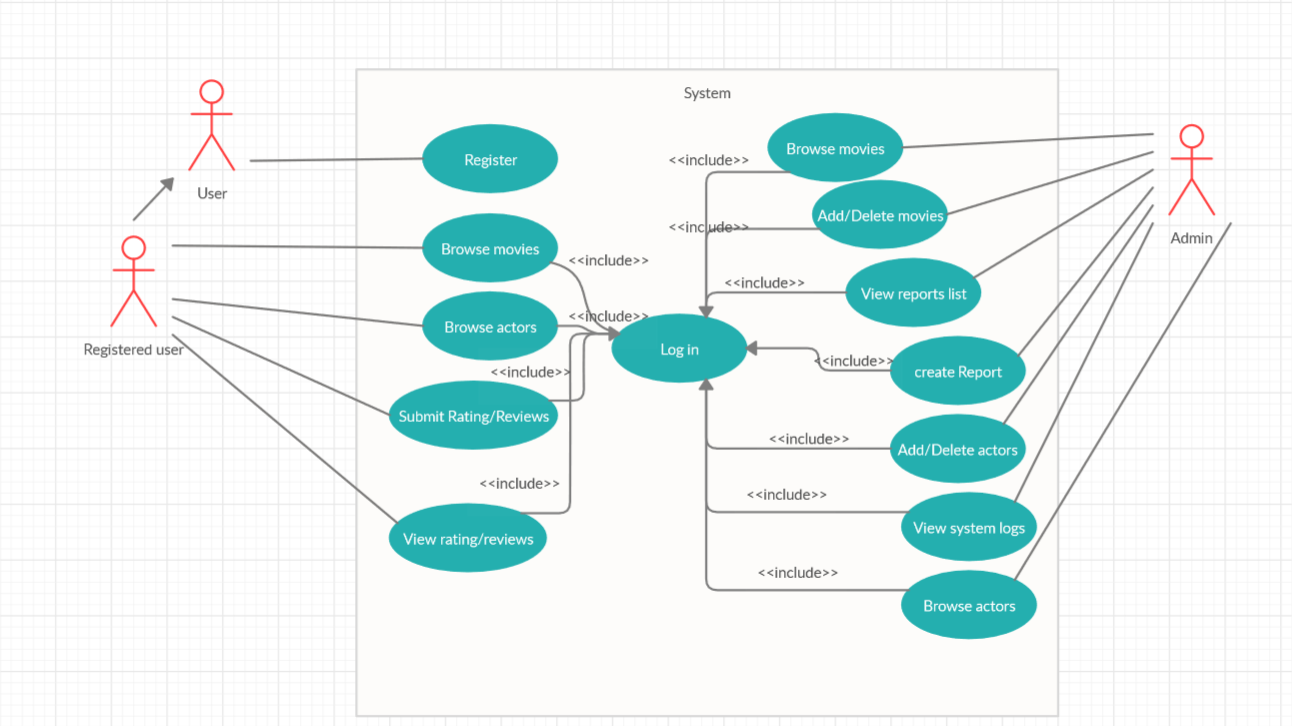 System
User
Registered user
Admin
Register
Browse movies
Browse actors
Submit Rating/Reviews
View rating/reviews
<<include>>
<<include>>
<<include>>
<<include>>
Log in
<<include>>
<<include>>
<<include>>
<<include>>
<<include>>
<<include>>
<<include>>
Browse movies
Add/Delete movies
View reports list
create Report
Add/Delete actors
View system logs
Browse actors